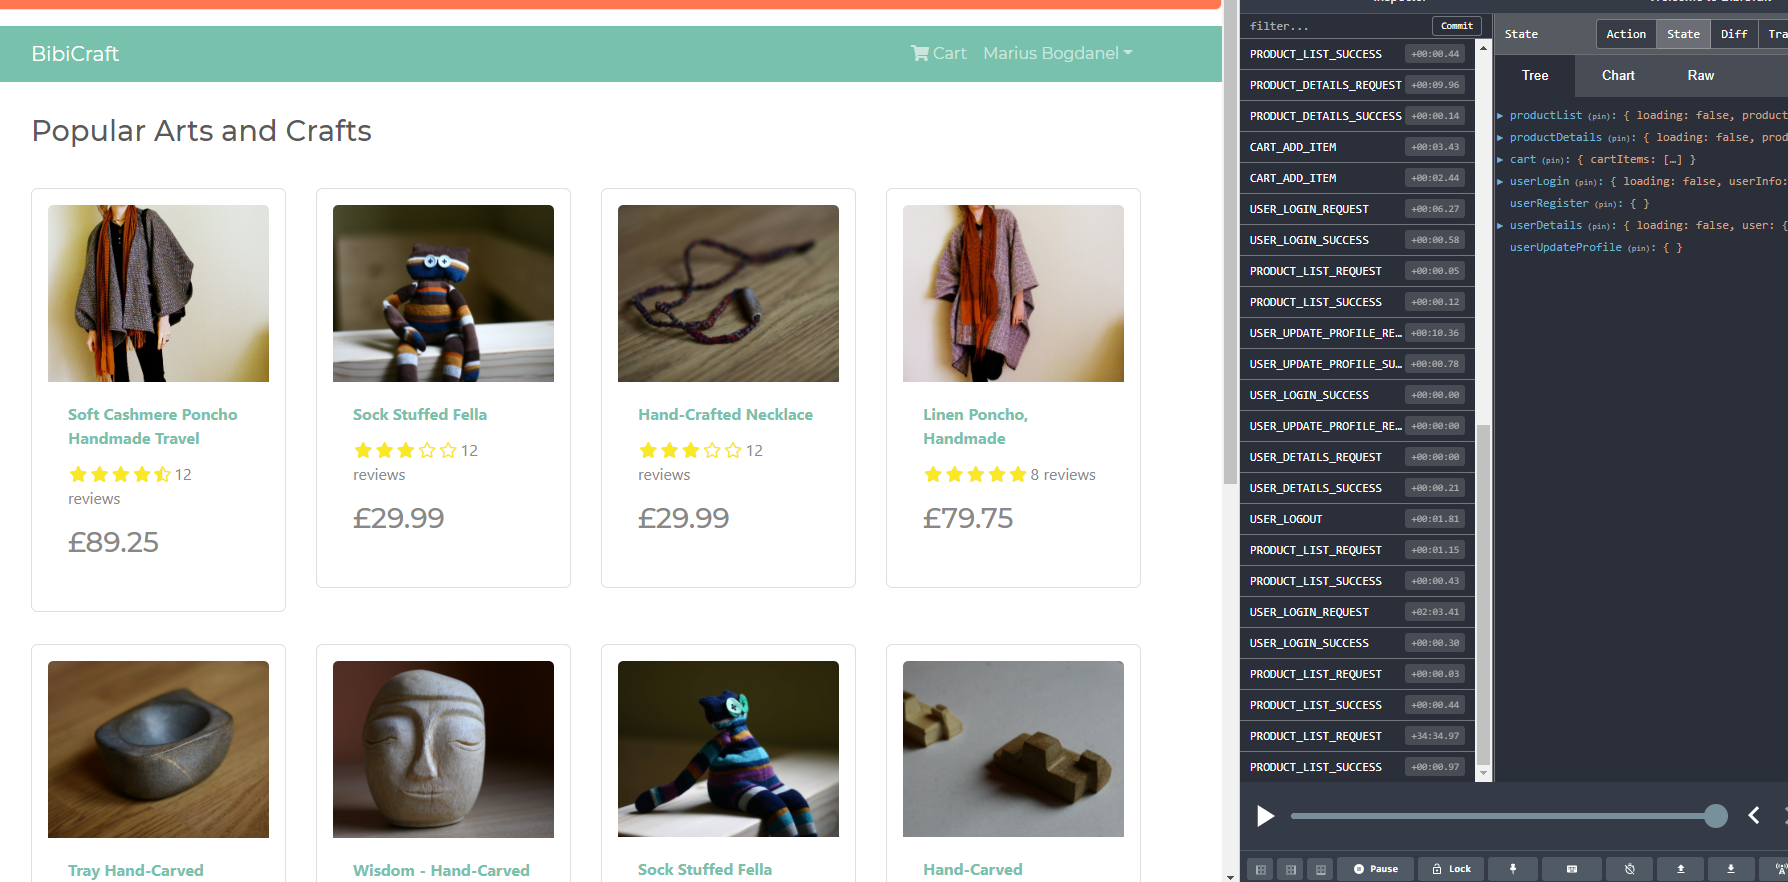 BibiCraft
Cart
Marius Bogdanel
Popular Arts and Crafts
Soft Cashmere Poncho
Handmade Travel
12
reviews
£89.25
Sock Stuffed Fella
12
reviews
£29.99
Hand-Crafted Necklace
12
reviews
£29.99
Linen Poncho,
Handmade
8 reviews
£79.75
Tray Hand-Carved
Wisdom - Hand-Carved
Sock Stuffed Fella
Hand-Carved
filter...
Commit
PRODUCT_LIST_SUCCESS +00:00.44
PRODUCT_DETAILS_REQUEST +00:09.96
PRODUCT_DETAILS_SUCCESS +00:00.14
CART_ADD_ITEM +00:03.43
CART_ADD_ITEM +00:02.44
USER_LOGIN_REQUEST +00:06.27
USER_LOGIN_SUCCESS +00:00.58
PRODUCT_LIST_REQUEST +00:00.05
PRODUCT_LIST_SUCCESS +00:00.12
USER_UPDATE_PROFILE_RE... +00:10.36
USER_UPDATE_PROFILE_SU... +00:00.78
USER_LOGIN_SUCCESS +00:00.00
USER_UPDATE_PROFILE_RE... +00:00:00
USER_DETAILS_REQUEST +00:00:00
USER_DETAILS_SUCCESS +00:00.21
USER_LOGOUT +00:01.81
PRODUCT_LIST_REQUEST +00:01.15
PRODUCT_LIST_SUCCESS +00:00.43
USER_LOGIN_REQUEST +02:03.41
USER_LOGIN_SUCCESS +00:00.30
PRODUCT_LIST_REQUEST +00:00.03
PRODUCT_LIST_SUCCESS +00:00.44
PRODUCT_LIST_REQUEST +34:34.97
PRODUCT_LIST_SUCCESS +00:00.97
State
Action State Diff Tra
Tree Chart Raw
productList (pin): { loading: false, product
productDetails (pin): { loading: false, prod
cart (pin): { cartItems: […] }
userLogin (pin): { loading: false, userInfo:
userRegister (pin): { }
userDetails (pin): { loading: false, user: {
userUpdateProfile (pin): { }
Pause
Lock